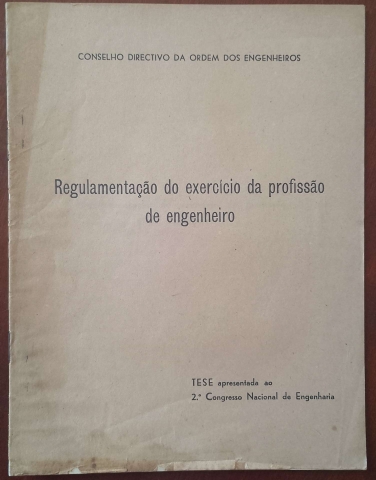 CONSELHO DIRECTIVO DA ORDEM DOS ENGENHEIROS
Regulamentação do exercício da profissão
de engenheiro
TESE apresentada ao
2.º Congresso Nacional de Engenharia